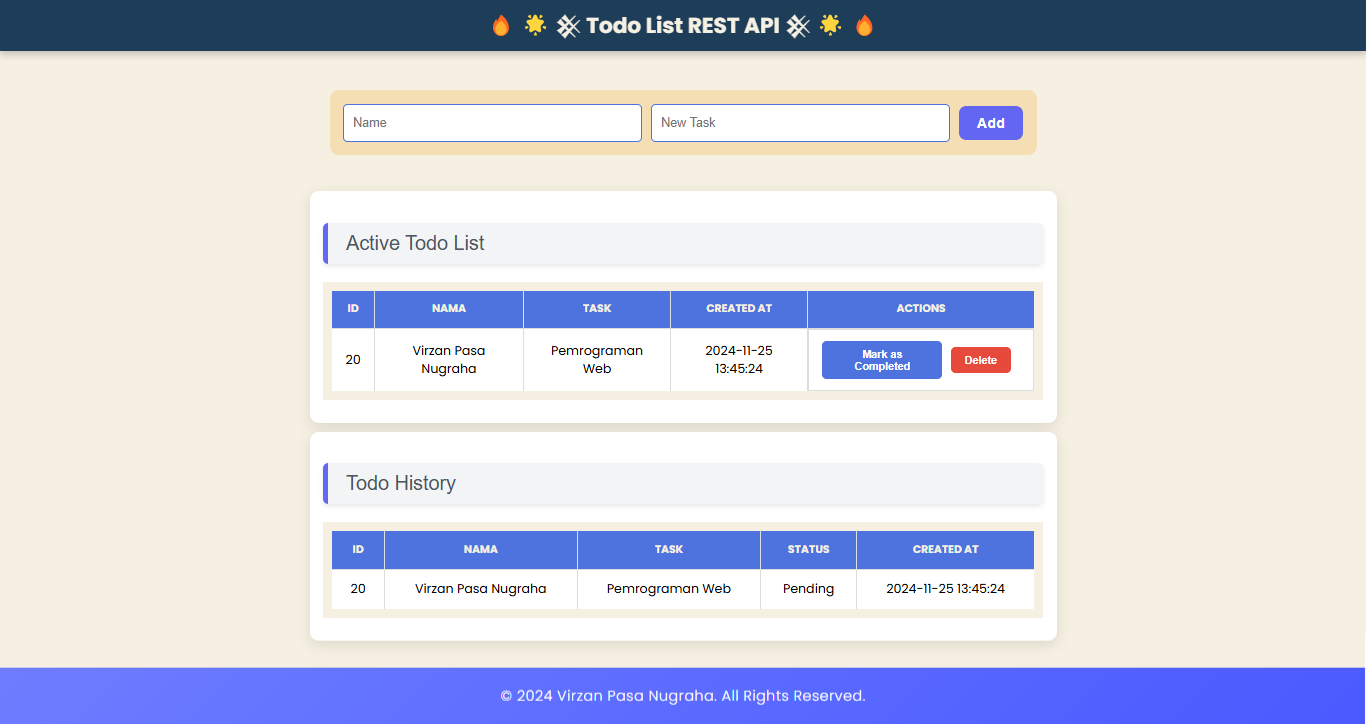 🔥 🌟 𒆜 Todo List REST API 𒆜 🌟 🔥
Name New Task Add
Active Todo List
ID NAMA TASK CREATED AT ACTIONS
20 Virzan Pasa Nugraha Pemrograman Web 2024-11-25 13:45:24 Mark as Completed Delete
Todo History
ID NAMA TASK STATUS CREATED AT
20 Virzan Pasa Nugraha Pemrograman Web Pending 2024-11-25 13:45:24
© 2024 Virzan Pasa Nugraha. All Rights Reserved.